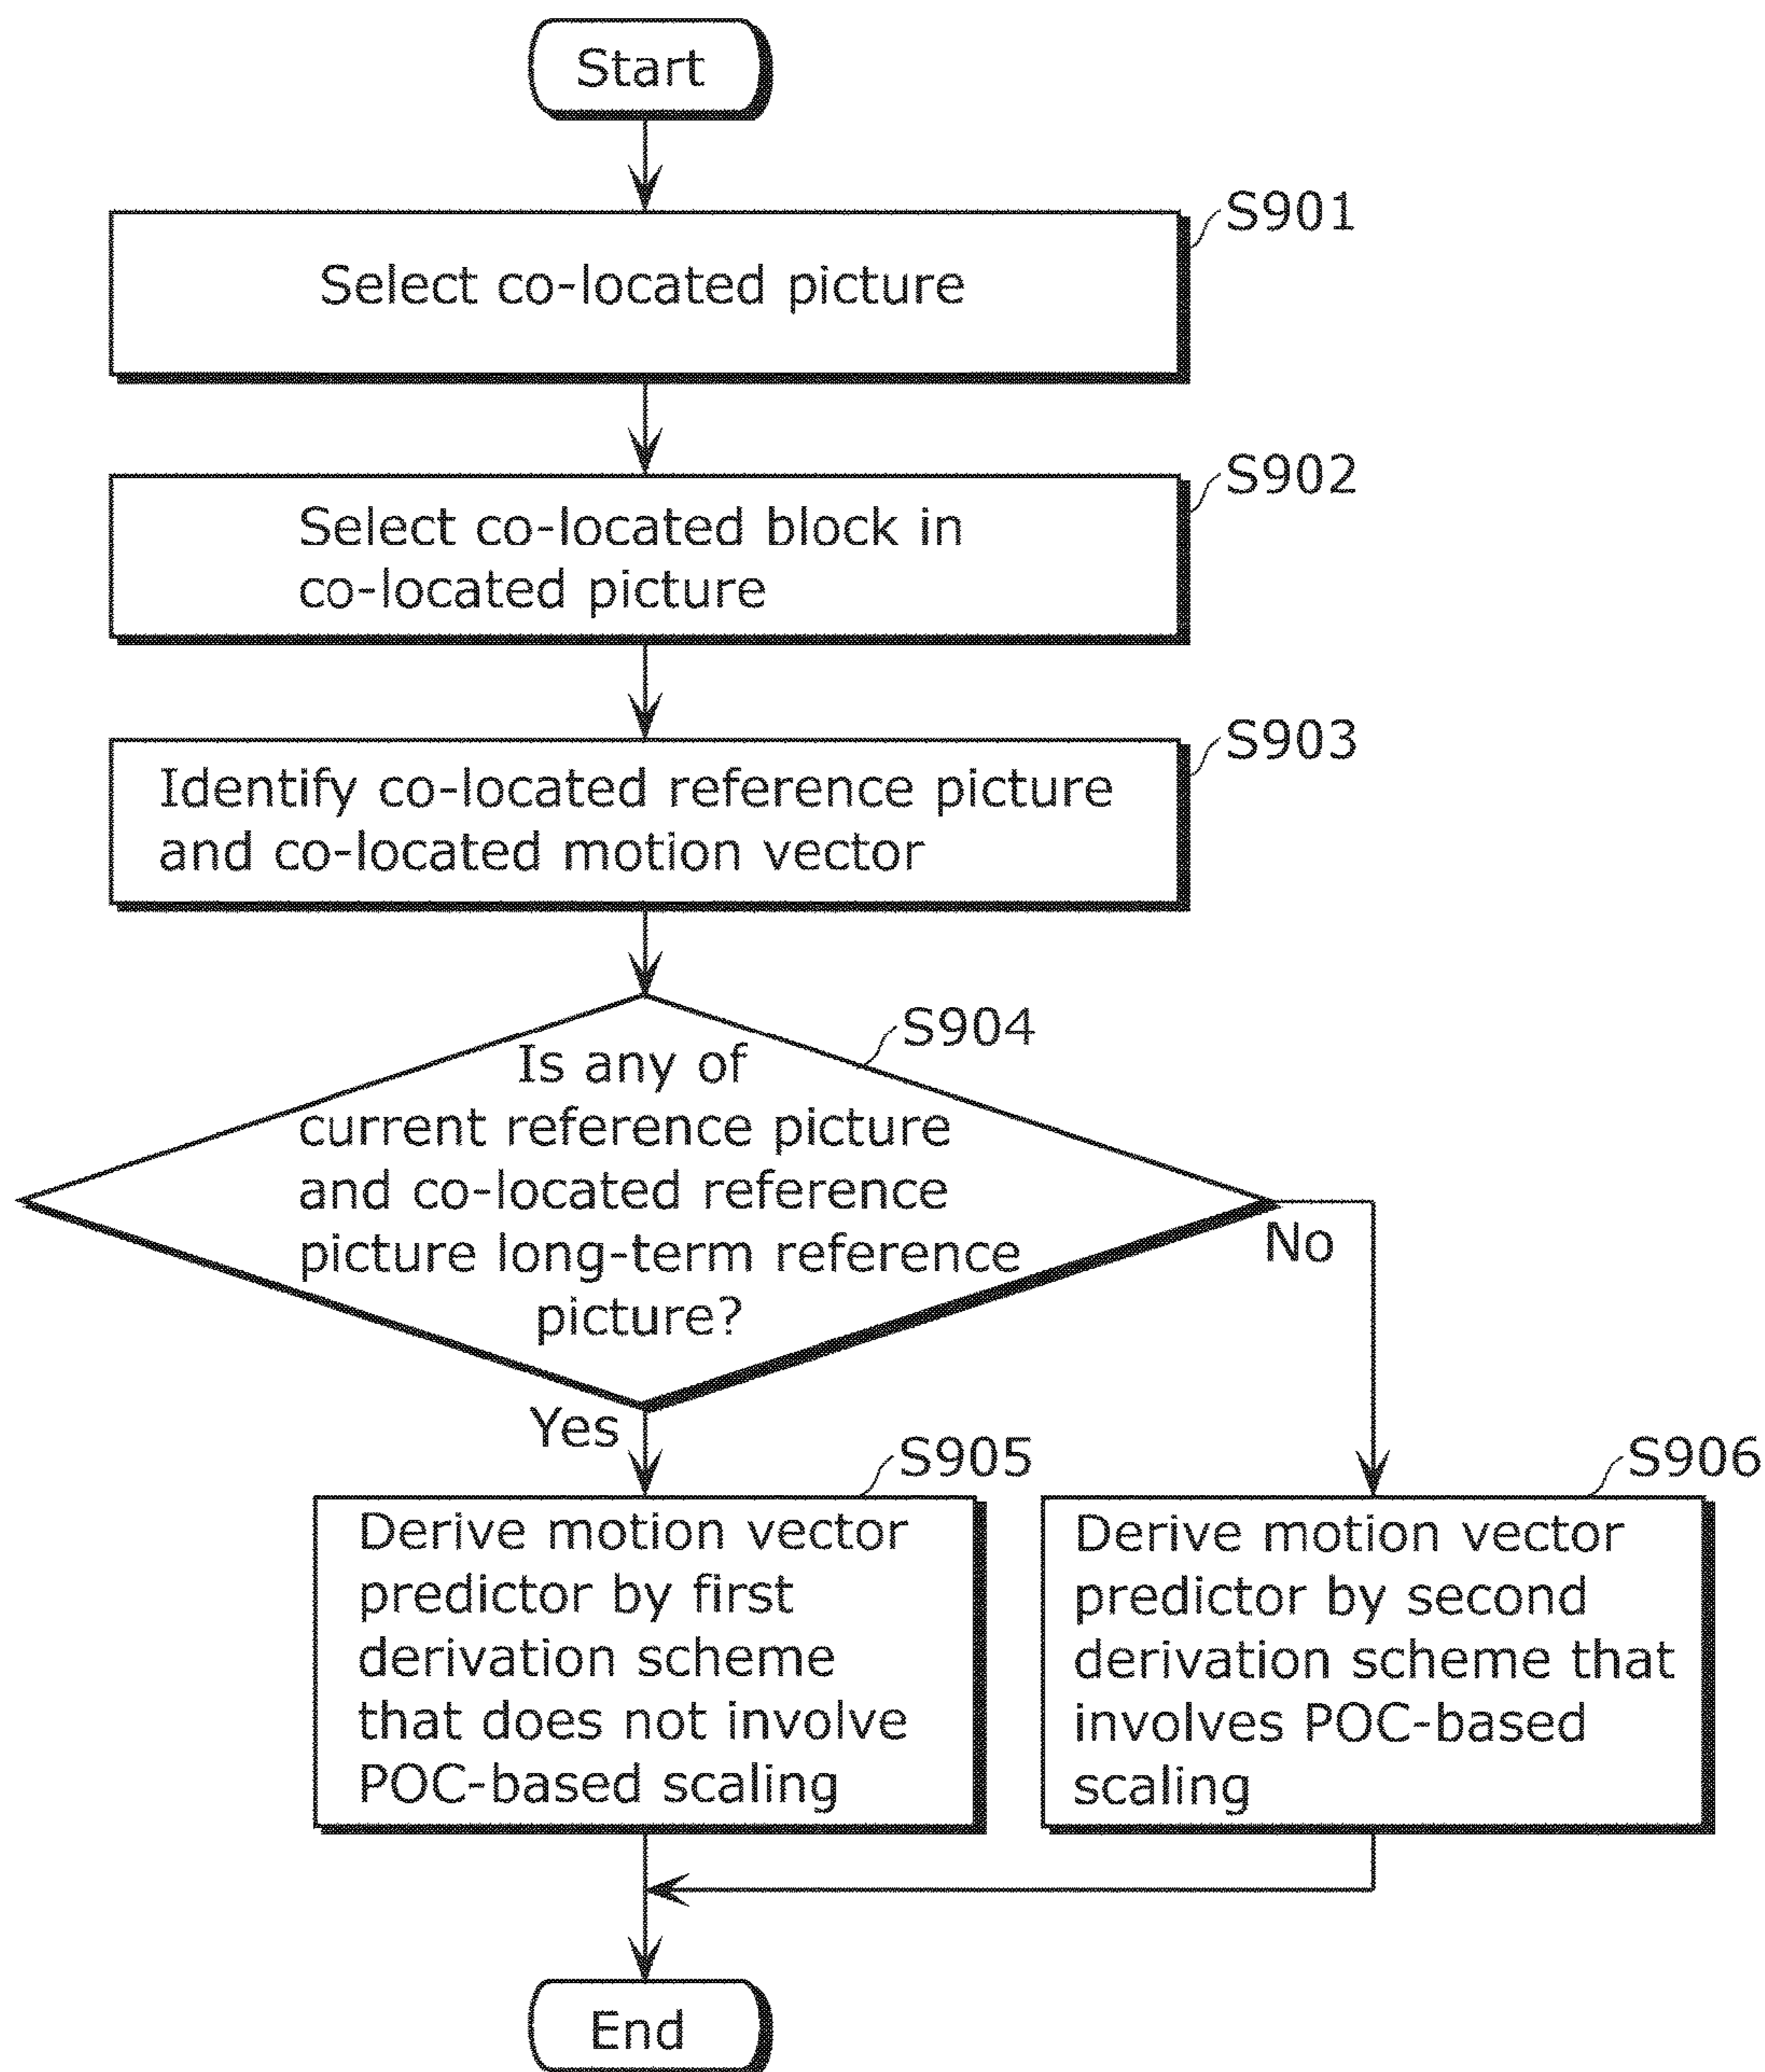 Start
S901
Select co-located picture
S902
Select co-located block in
co-located picture
S903
Identify co-located reference picture
and co-located motion vector
S904
Is any of
current reference picture
and co-located reference
picture long-term reference
picture?
No
Yes
S905
Derive motion vector
predictor by first
derivation scheme
that does not involve
POC-based scaling
S906
Derive motion vector
predictor by second
derivation scheme that
involves POC-based
scaling
End